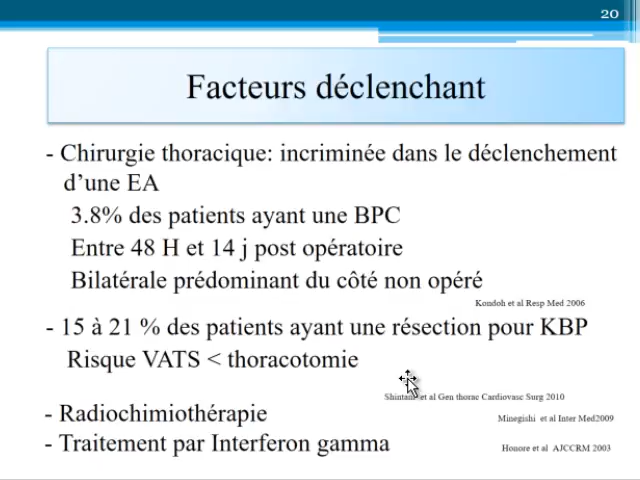 20
Facteurs déclenchant
- Chirurgie thoracique: incriminée dans le déclenchement
d’une EA
3.8% des patients ayant une BPC
Entre 48 H et 14 j post opératoire
Bilatérale prédominant du côté non opéré
Kondoh et al Resp Med 2006
- 15 à 21 % des patients ayant une résection pour KBP
Risque VATS < thoracotomie
et al Gen thorac Cardiovasc Surg 2010
- Radiochimiothérapie
Minegishi et al Inter Med2009
- Traitement par Interferon gamma
Honore et al AJCCRM 2003